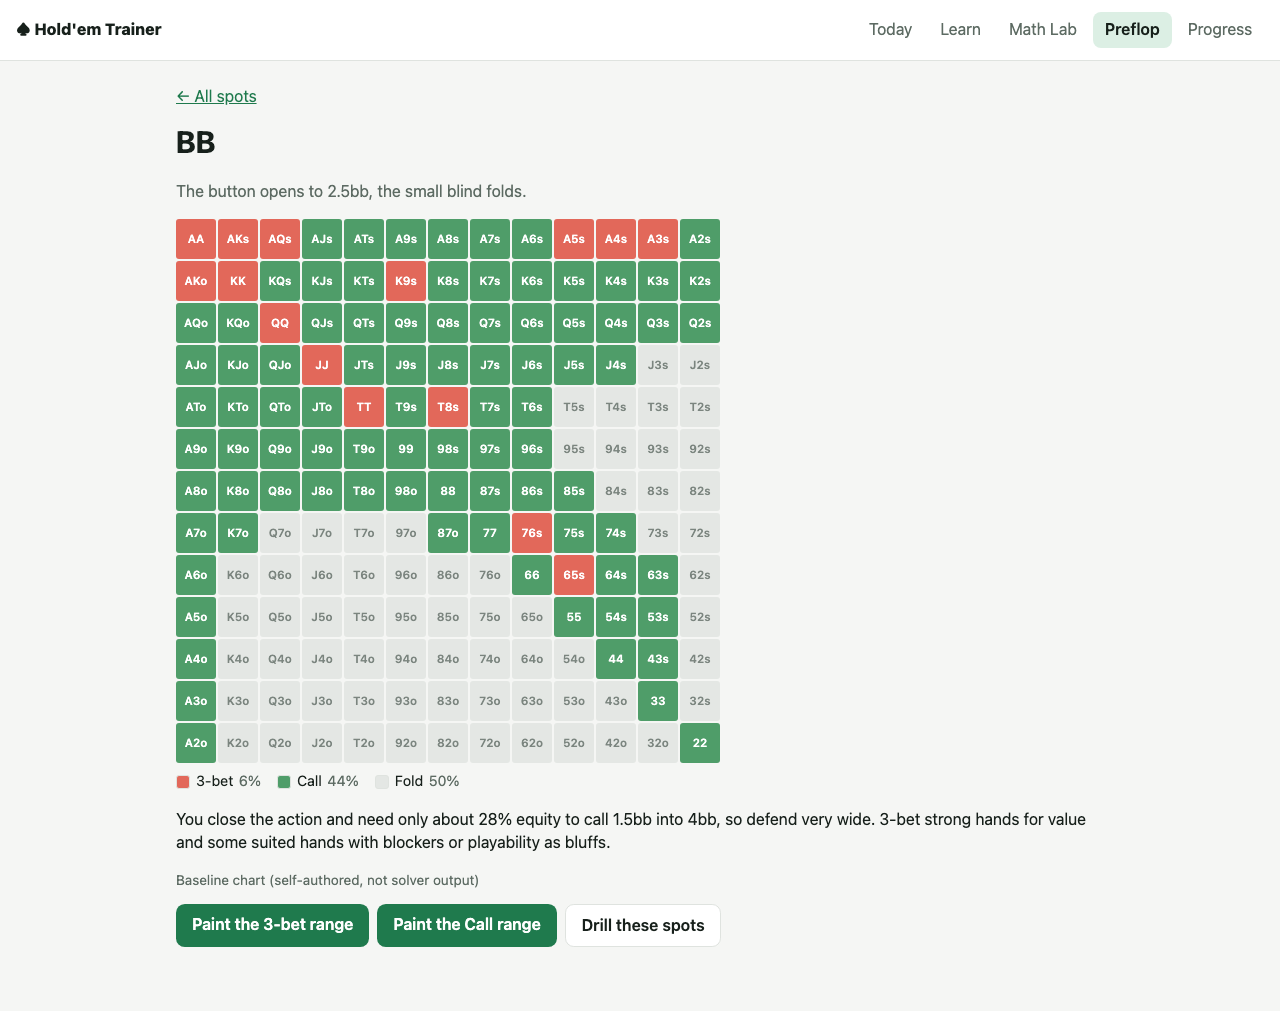 ♠ Hold'em Trainer Today Learn Math Lab Preflop Progress
← All spots
BB
The button opens to 2.5bb, the small blind folds.
AA AKs AQs AJs ATs A9s A8s A7s A6s A5s A4s A3s A2s
AKo KK KQs KJs KTs K9s K8s K7s K6s K5s K4s K3s K2s
AQo KQo QQ QJs QTs Q9s Q8s Q7s Q6s Q5s Q4s Q3s Q2s
AJo KJo QJo JJ JTs J9s J8s J7s J6s J5s J4s J3s J2s
ATo KTo QTo JTo TT T9s T8s T7s T6s T5s T4s T3s T2s
A9o K9o Q9o J9o T9o 99 98s 97s 96s 95s 94s 93s 92s
A8o K8o Q8o J8o T8o 98o 88 87s 86s 85s 84s 83s 82s
A7o K7o Q7o J7o T7o 97o 87o 77 76s 75s 74s 73s 72s
A6o K6o Q6o J6o T6o 96o 86o 76o 66 65s 64s 63s 62s
A5o K5o Q5o J5o T5o 95o 85o 75o 65o 55 54s 53s 52s
A4o K4o Q4o J4o T4o 94o 84o 74o 64o 54o 44 43s 42s
A3o K3o Q3o J3o T3o 93o 83o 73o 63o 53o 43o 33 32s
A2o K2o Q2o J2o T2o 92o 82o 72o 62o 52o 42o 32o 22
3-bet 6% Call 44% Fold 50%
You close the action and need only about 28% equity to call 1.5bb into 4bb, so defend very wide. 3-bet strong hands for value
and some suited hands with blockers or playability as bluffs.
Baseline chart (self-authored, not solver output)
Paint the 3-bet range Paint the Call range Drill these spots